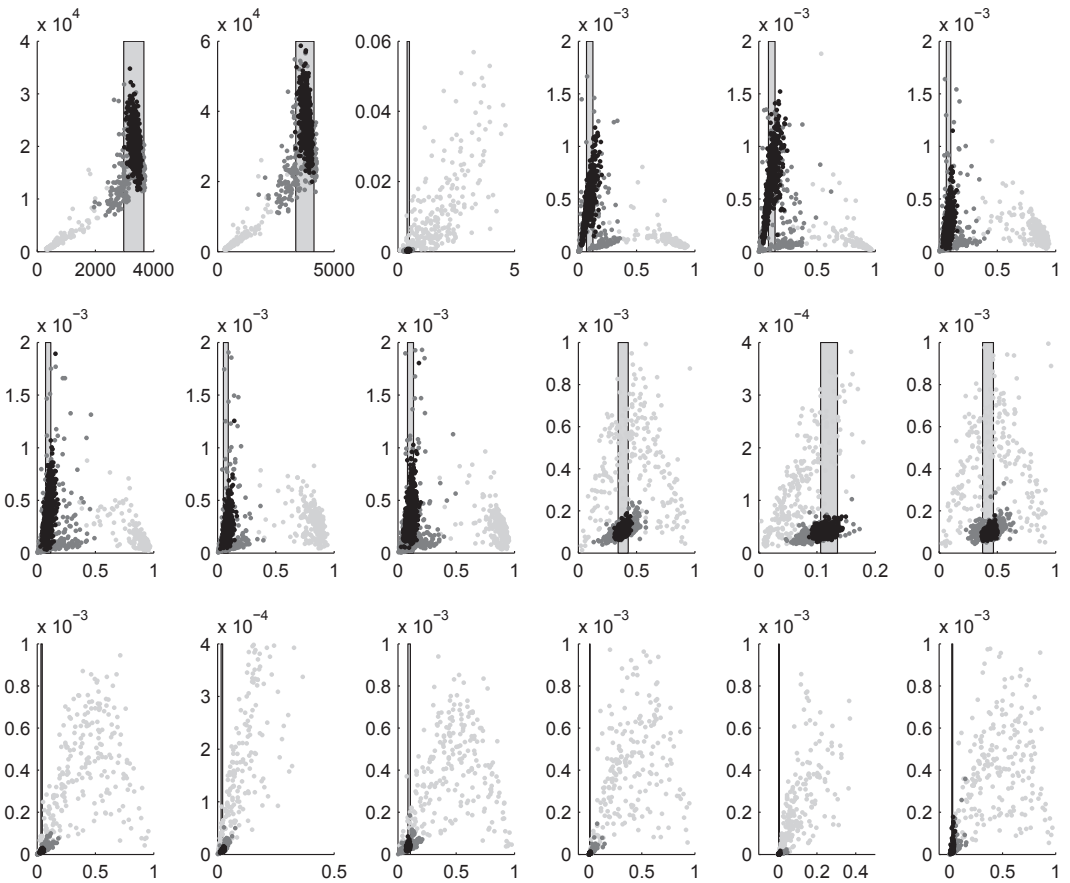 x 10⁴ x 10⁴ x 10⁻³ x 10⁻³ x 10⁻³
4 6 0.06 2 2 2
3 1.5 1.5 1.5
4 0.04
2 1 1 1
2 0.02
1 0.5 0.5 0.5
0 0 0 0 0 0
0 2000 4000 0 5000 0 5 0 0.5 1 0 0.5 1 0 0.5 1
x 10⁻³ x 10⁻³ x 10⁻³ x 10⁻³ x 10⁻⁴ x 10⁻³
2 2 2 1 4 1
0.8 0.8
1.5 1.5 1.5 3
0.6 0.6
1 1 1 2
0.4 0.4
0.5 0.5 0.5 1
0.2 0.2
0 0 0 0 0 0
0 0.5 1 0 0.5 1 0 0.5 1 0 0.5 1 0 0.1 0.2 0 0.5 1
x 10⁻³ x 10⁻⁴ x 10⁻³ x 10⁻³ x 10⁻³ x 10⁻³
1 4 1 1 1 1
0.8 0.8 0.8 0.8 0.8
3
0.6 0.6 0.6 0.6 0.6
2
0.4 0.4 0.4 0.4 0.4
1
0.2 0.2 0.2 0.2 0.2
0 0 0 0 0 0
0 0.5 1 0 0.5 0 0.5 1 0 0.5 1 0 0.2 0.4 0 0.5 1